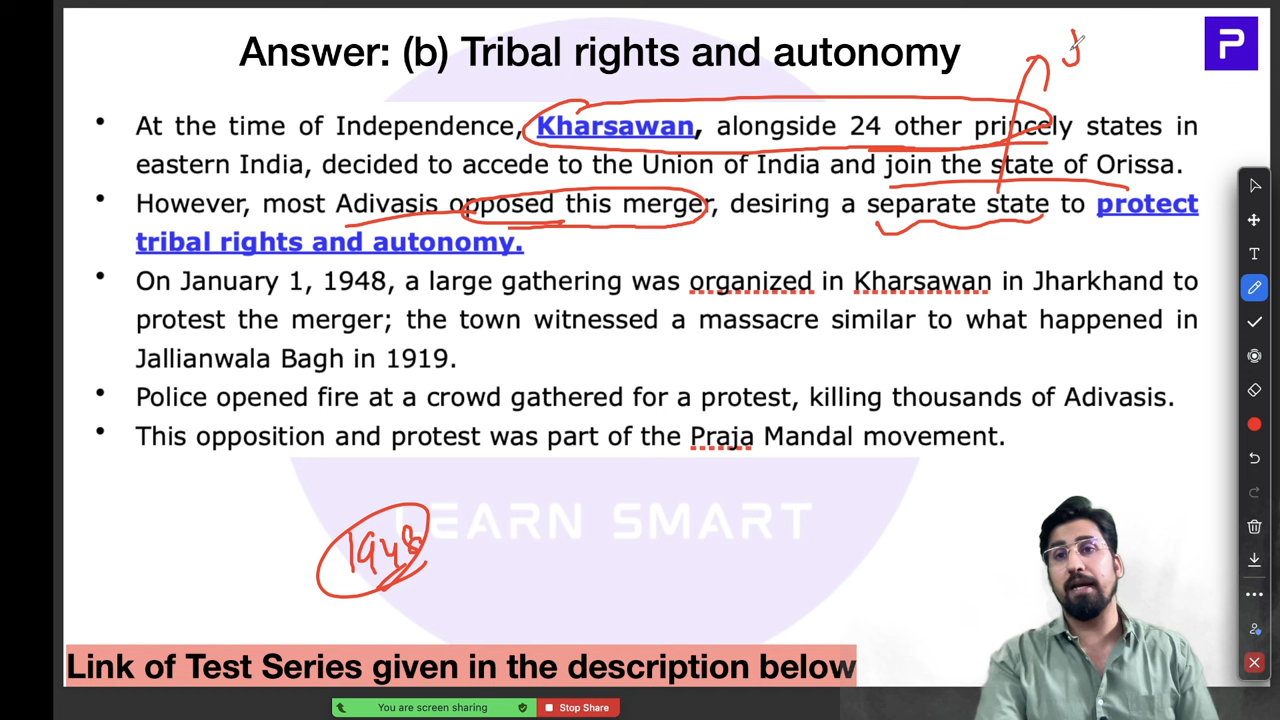 Answer: (b) Tribal rights and autonomy
P
J
• At the time of Independence, Kharsawan, alongside 24 other princely states in
eastern India, decided to accede to the Union of India and join the state of Orissa.
• However, most Adivasis opposed this merger, desiring a separate state to protect
tribal rights and autonomy.
• On January 1, 1948, a large gathering was organized in Kharsawan in Jharkhand to
protest the merger; the town witnessed a massacre similar to what happened in
Jallianwala Bagh in 1919.
• Police opened fire at a crowd gathered for a protest, killing thousands of Adivasis.
• This opposition and protest was part of the Praja Mandal movement.
LEARN SMART
1948
Link of Test Series given in the description below
You are screen sharing
Stop Share